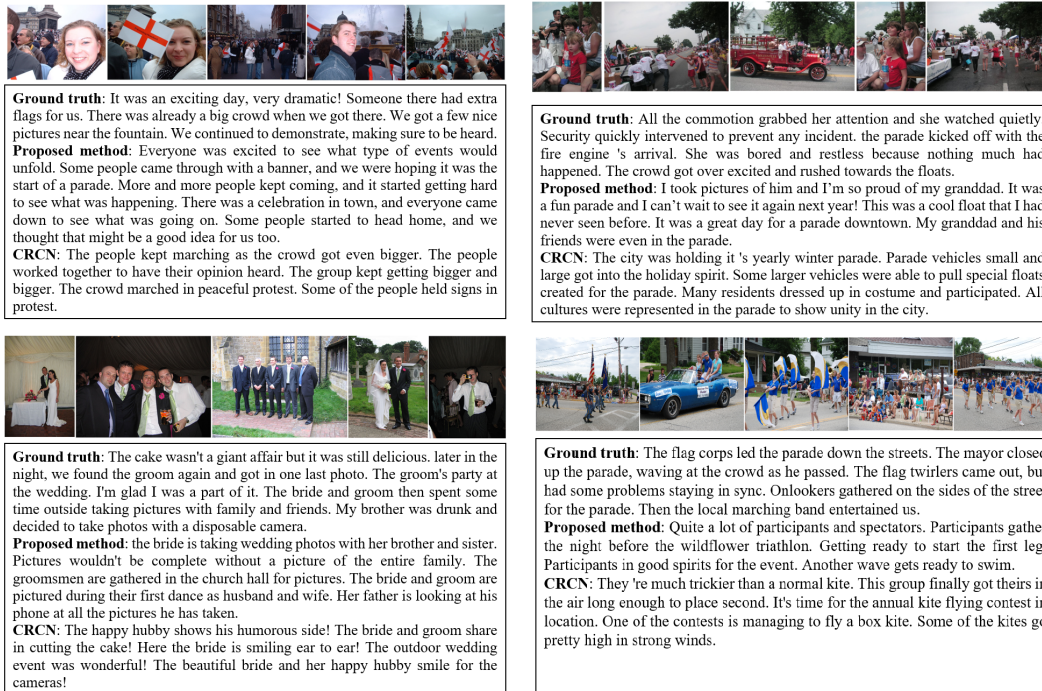 Ground truth: It was an exciting day, very dramatic! Someone there had extra
flags for us. There was already a big crowd when we got there. We got a few nice
pictures near the fountain. We continued to demonstrate, making sure to be heard.
Proposed method: Everyone was excited to see what type of events would
unfold. Some people came through with a banner, and we were hoping it was the
start of a parade. More and more people kept coming, and it started getting hard
to see what was happening. There was a celebration in town, and everyone came
down to see what was going on. Some people started to head home, and we
thought that might be a good idea for us too.
CRCN: The people kept marching as the crowd got even bigger. The people
worked together to have their opinion heard. The group kept getting bigger and
bigger. The crowd marched in peaceful protest. Some of the people held signs in
protest.
Ground truth: All the commotion grabbed her attention and she watched quietly
Security quickly intervened to prevent any incident. the parade kicked off with the
fire engine 's arrival. She was bored and restless because nothing much had
happened. The crowd got over excited and rushed towards the floats.
Proposed method: I took pictures of him and I'm so proud of my granddad. It was
a fun parade and I can't wait to see it again next year! This was a cool float that I had
never seen before. It was a great day for a parade downtown. My granddad and his
friends were even in the parade.
CRCN: The city was holding it 's yearly winter parade. Parade vehicles small and
large got into the holiday spirit. Some larger vehicles were able to pull special floats
created for the parade. Many residents dressed up in costume and participated. All
cultures were represented in the parade to show unity in the city.
Ground truth: The cake wasn't a giant affair but it was still delicious. later in the
night, we found the groom again and got in one last photo. The groom's party at
the wedding. I'm glad I was a part of it. The bride and groom then spent some
time outside taking pictures with family and friends. My brother was drunk and
decided to take photos with a disposable camera.
Proposed method: the bride is taking wedding photos with her brother and sister.
Pictures wouldn't be complete without a picture of the entire family. The
groomsmen are gathered in the church hall for pictures. The bride and groom are
pictured during their first dance as husband and wife. Her father is looking at his
phone at all the pictures he has taken.
CRCN: The happy hubby shows his humorous side! The bride and groom share
in cutting the cake! Here the bride is smiling ear to ear! The outdoor wedding
event was wonderful! The beautiful bride and her happy hubby smile for the
cameras!
Ground truth: The flag corps led the parade down the streets. The mayor closed
up the parade, waving at the crowd as he passed. The flag twirlers came out, bu
had some problems staying in sync. Onlookers gathered on the sides of the stree
for the parade. Then the local marching band entertained us.
Proposed method: Quite a lot of participants and spectators. Participants gathe
the night before the wildflower triathlon. Getting ready to start the first leg
Participants in good spirits for the event. Another wave gets ready to swim.
CRCN: They 're much trickier than a normal kite. This group finally got theirs in
the air long enough to place second. It's time for the annual kite flying contest in
location. One of the contests is managing to fly a box kite. Some of the kites go
pretty high in strong winds.